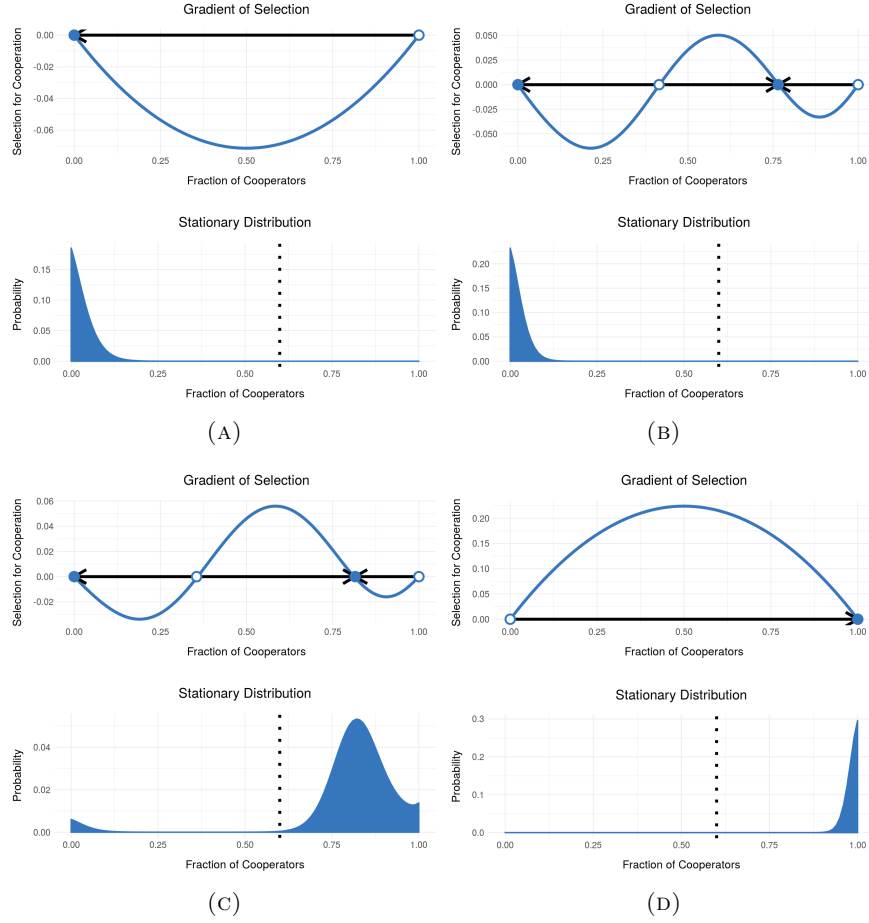 Gradient of Selection
Selection for Cooperation
0.00
-0.02
-0.04
-0.06
0.00 0.25 0.50 0.75 1.00
Fraction of Cooperators
Stationary Distribution
Probability
0.15
0.10
0.05
0.00
0.00 0.25 0.50 0.75 1.00
Fraction of Cooperators
(A)
Gradient of Selection
Selection for Cooperation
0.050
0.025
0.000
-0.025
-0.050
0.00 0.25 0.50 0.75 1.00
Fraction of Cooperators
Stationary Distribution
Probability
0.20
0.15
0.10
0.05
0.00
0.00 0.25 0.50 0.75 1.00
Fraction of Cooperators
(B)
Gradient of Selection
Selection for Cooperation
0.06
0.04
0.02
0.00
-0.02
0.00 0.25 0.50 0.75 1.00
Fraction of Cooperators
Stationary Distribution
Probability
0.04
0.02
0.00
0.00 0.25 0.50 0.75 1.00
Fraction of Cooperators
(C)
Gradient of Selection
Selection for Cooperation
0.20
0.15
0.10
0.05
0.00
0.00 0.25 0.50 0.75 1.00
Fraction of Cooperators
Stationary Distribution
Probability
0.3
0.2
0.1
0.0
0.00 0.25 0.50 0.75 1.00
Fraction of Cooperators
(D)